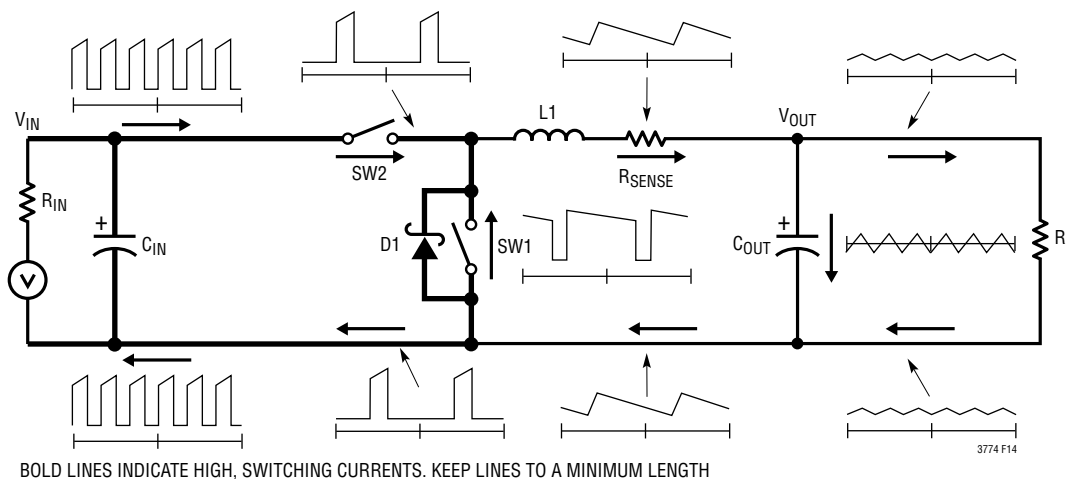 VIN
RIN
V
+
CIN
SW2
D1
SW1
L1
RSENSE
VOUT
+
COUT
R
3774 F14
BOLD LINES INDICATE HIGH, SWITCHING CURRENTS. KEEP LINES TO A MINIMUM LENGTH